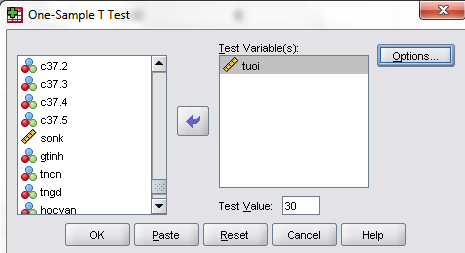 One-Sample T Test
c37.2
c37.3
c37.4
c37.5
sonk
gtinh
tncn
tngd
hocvan
Test Variable(s):
tuoi
Test Value: 30
Options...
OK Paste Reset Cancel Help